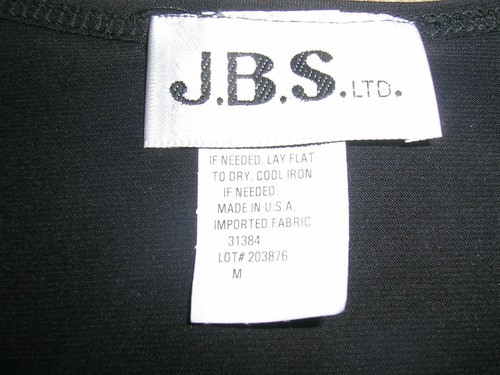 J.B.S. LTD.
IF NEEDED. LAY FLAT
TO DRY, COOL IRON
IF NEEDED.
MADE IN U.S.A.
IMPORTED FABRIC
31384
LOT# 203876
M